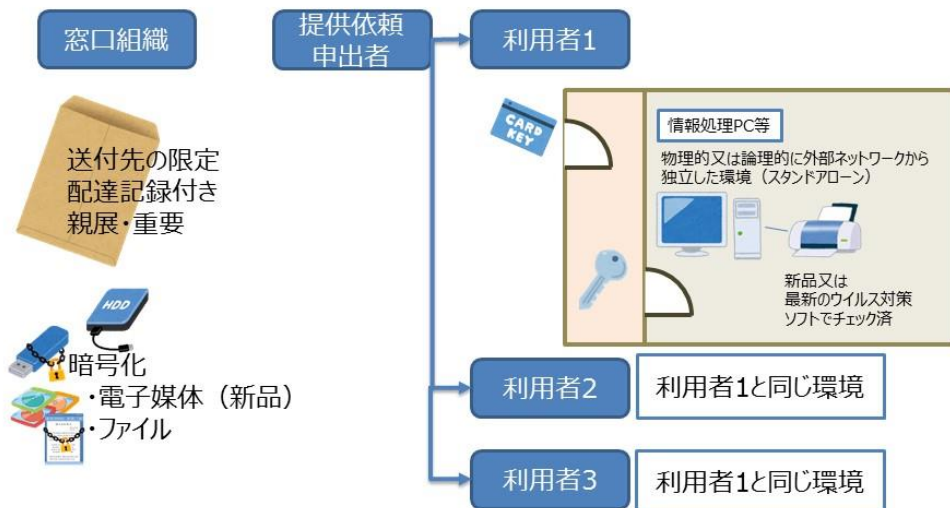 窓口組織
提供依頼
申出者
利用者1
送付先の限定
配達記録付き
親展・重要
CARD
KEY
情報処理PC等
物理的又は論理的に外部ネットワークから
独立した環境（スタンドアローン）
新品又は
最新のウイルス対策
ソフトでチェック済
HDD
暗号化
・電子媒体（新品）
・ファイル
利用者2
利用者1と同じ環境
利用者3
利用者1と同じ環境